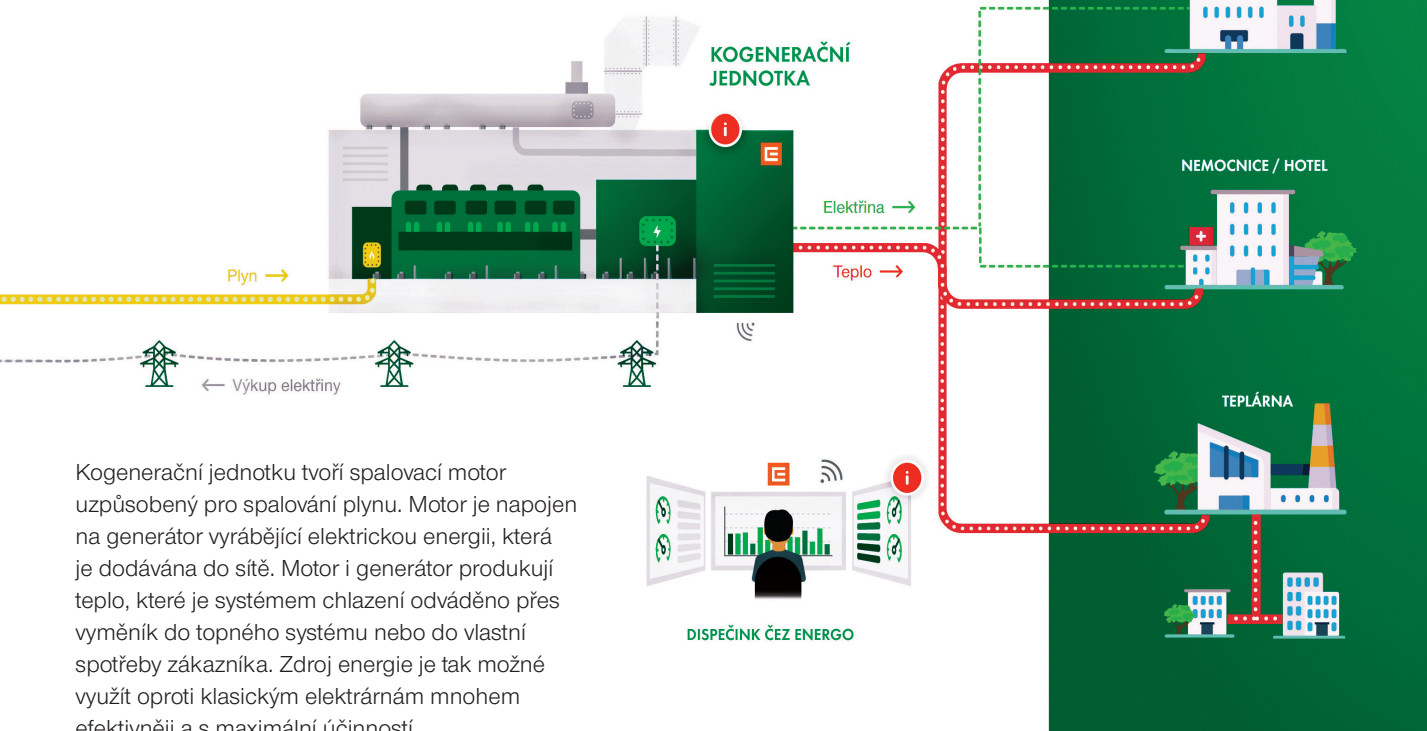 KOGENERAČNÍ
JEDNOTKA
NEMOCNICE / HOTEL
Elektřina →
Plyn →
Teplo →
← Výkup elektřiny
TEPLÁRNA
Kogenerační jednotku tvoří spalovací motor
uzpůsobený pro spalování plynu. Motor je napojen
na generátor vyrábějící elektrickou energii, která
je dodávána do sítě. Motor i generátor produkují
teplo, které je systémem chlazení odváděno přes
vyměník do topného systému nebo do vlastní
spotřeby zákazníka. Zdroj energie je tak možné
využít oproti klasickým elektrárnám mnohem
efektivněji a s maximální účinností
DISPEČINK ČEZ ENERGO